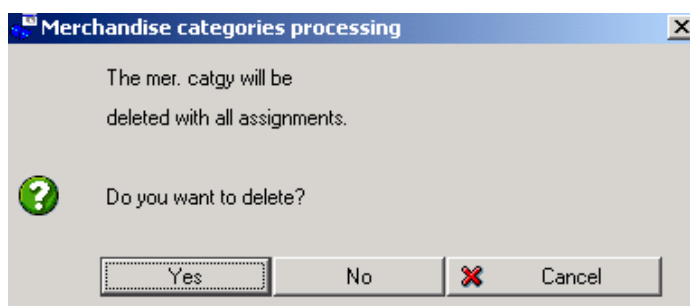 Merchandise categories processing
The mer. catgy will be
deleted with all assignments.
Do you want to delete?
Yes No Cancel